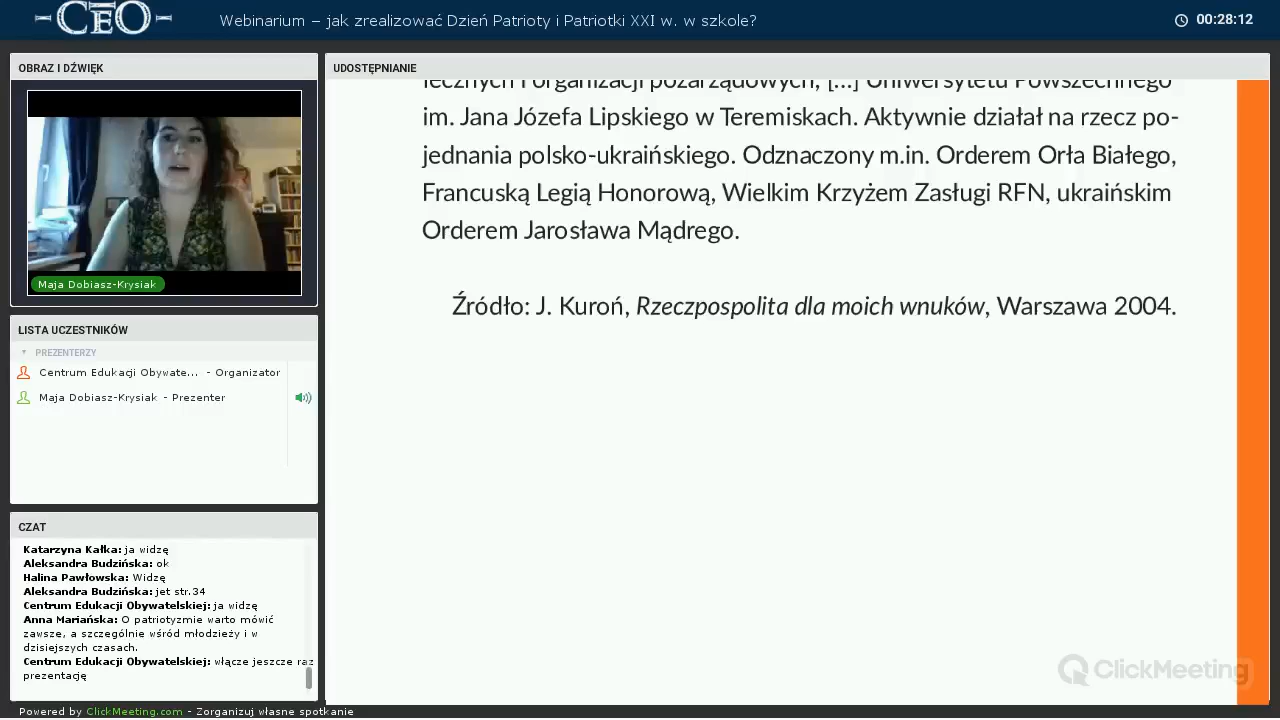 CEO
Webinarium – jak zrealizować Dzień Patrioty i Patriotki XXI w. w szkole?
00:28:12
OBRAZ I DŹWIĘK
Maja Dobiasz-Krysiak
LISTA UCZESTNIKÓW
PREZENTERZY
Centrum Edukacji Obywate... - Organizator
Maja Dobiasz-Krysiak - Prezenter
CZAT
Katarzyna Kałka: ja widzę
Aleksandra Budzińska: ok
Halina Pawłowska: Widzę
Aleksandra Budzińska: jet str.34
Centrum Edukacji Obywatelskiej: ja widzę
Anna Mariańska: O patriotyzmie warto mówić
zawsze, a szczególnie wśród młodzieży i w
dzisiejszych czasach.
Centrum Edukacji Obywatelskiej: włącze jeszcze raz
prezentację
UDOSTĘPNIANIE
łecznych i organizacji pozarządowych, [...] Uniwersytetu Powszechnego
im. Jana Józefa Lipskiego w Teremiskach. Aktywnie działał na rzecz po-
jednania polsko-ukraińskiego. Odznaczony m.in. Orderem Orła Białego,
Francuską Legią Honorową, Wielkim Krzyżem Zasługi RFN, ukraińskim
Orderem Jarosława Mądrego.
Źródło: J. Kuroń, Rzeczpospolita dla moich wnuków, Warszawa 2004.
ClickMeeting
Powered by ClickMeeting.com - Zorganizuj własne spotkanie